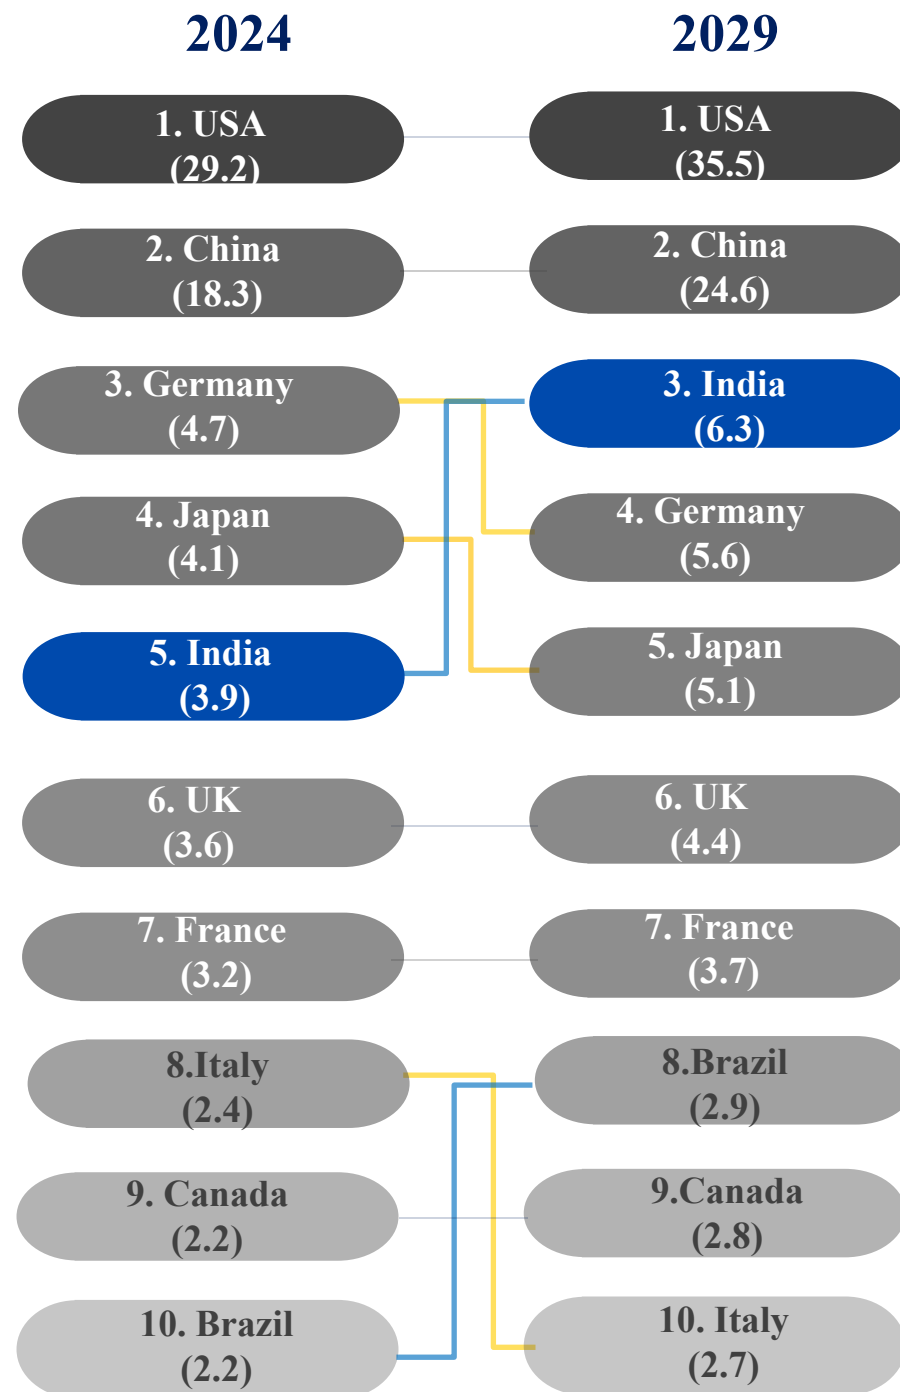 2024
2029
1. USA
(29.2)
1. USA
(35.5)
2. China
(18.3)
2. China
(24.6)
3. Germany
(4.7)
3. India
(6.3)
4. Japan
(4.1)
4. Germany
(5.6)
5. India
(3.9)
5. Japan
(5.1)
6. UK
(3.6)
6. UK
(4.4)
7. France
(3.2)
7. France
(3.7)
8.Italy
(2.4)
8.Brazil
(2.9)
9. Canada
(2.2)
9.Canada
(2.8)
10. Brazil
(2.2)
10. Italy
(2.7)